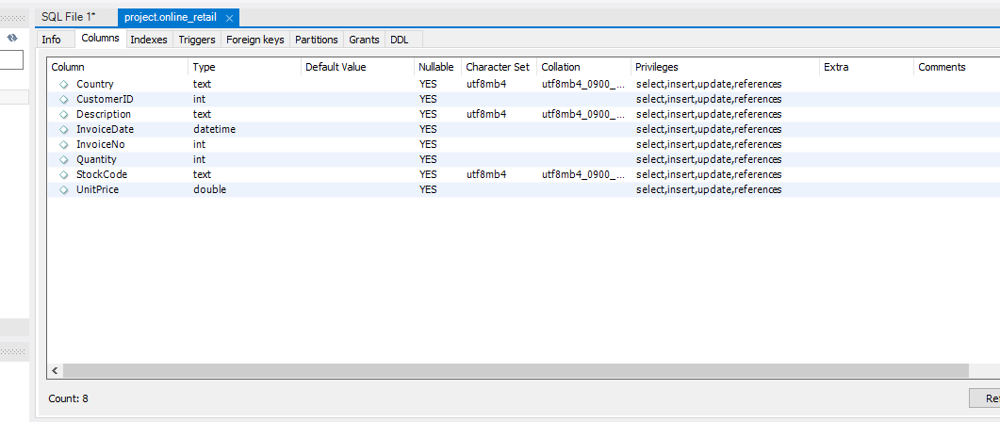 SQL File 1* project.online_retail
Info Columns Indexes Triggers Foreign keys Partitions Grants DDL
Column Type Default Value Nullable Character Set Collation Privileges Extra Comments
Country text YES utf8mb4 utf8mb4_0900_... select,insert,update,references
CustomerID int YES select,insert,update,references
Description text YES utf8mb4 utf8mb4_0900_... select,insert,update,references
InvoiceDate datetime YES select,insert,update,references
InvoiceNo int YES select,insert,update,references
Quantity int YES select,insert,update,references
StockCode text YES utf8mb4 utf8mb4_0900_... select,insert,update,references
UnitPrice double YES select,insert,update,references
Count: 8 Re